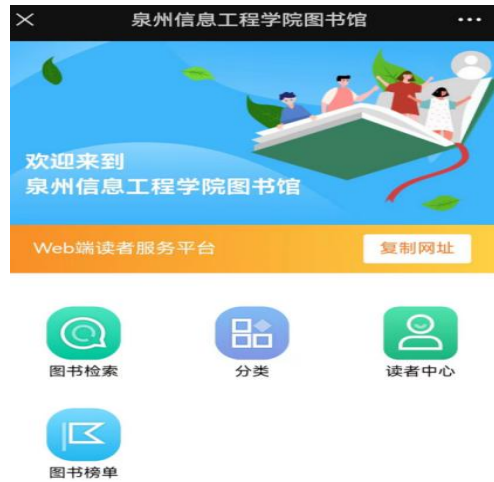 泉州信息工程学院图书馆
欢迎来到
泉州信息工程学院图书馆
Web端读者服务平台
复制网址
图书检索
分类
读者中心
图书榜单